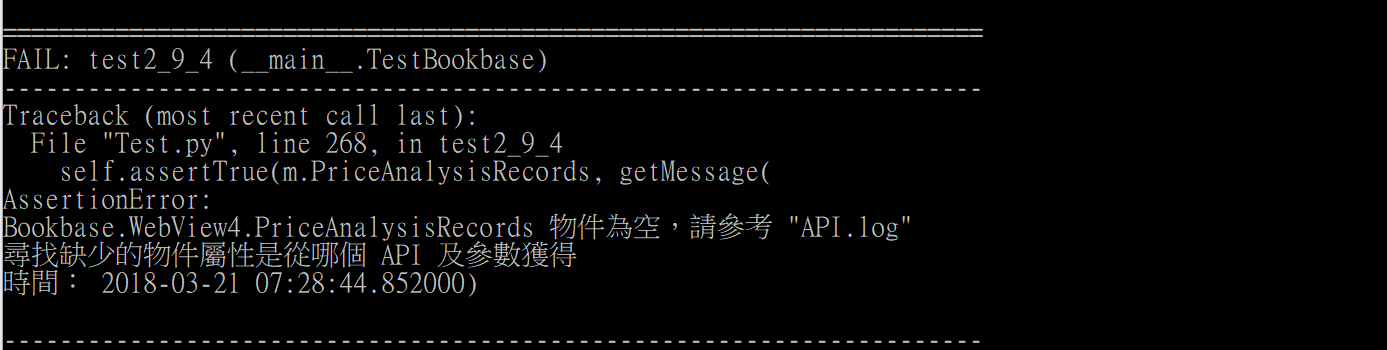 ======================================================================
FAIL: test2_9_4 (__main__.TestBookbase)
----------------------------------------------------------------------
Traceback (most recent call last):
  File "Test.py", line 268, in test2_9_4
    self.assertTrue(m.PriceAnalysisRecords, getMessage(
AssertionError:
Bookbase.WebView4.PriceAnalysisRecords 物件為空，請參考 "API.log"
尋找缺少的物件屬性是從哪個 API 及參數獲得
時間： 2018-03-21 07:28:44.852000)
----------------------------------------------------------------------